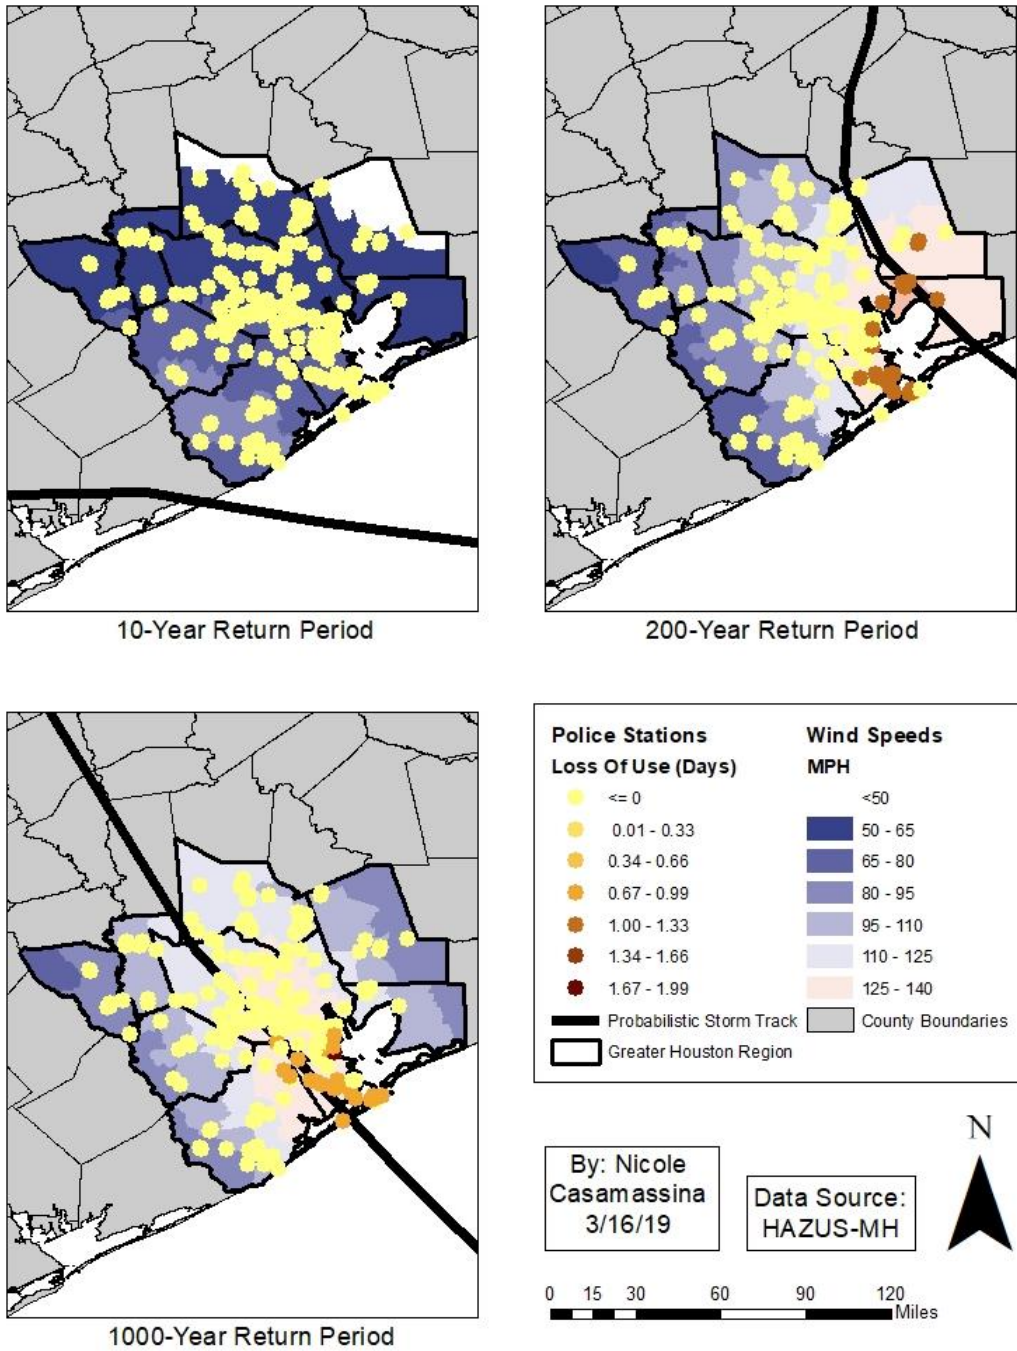 10-Year Return Period
200-Year Return Period
1000-Year Return Period
Police Stations
Loss Of Use (Days)
<= 0
0.01 - 0.33
0.34 - 0.66
0.67 - 0.99
1.00 - 1.33
1.34 - 1.66
1.67 - 1.99
Probabilistic Storm Track
Greater Houston Region
Wind Speeds
MPH
<50
50 - 65
65 - 80
80 - 95
95 - 110
110 - 125
125 - 140
County Boundaries
By: Nicole
Casamassina
3/16/19
Data Source:
HAZUS-MH
N
0 15 30 60 90 120
Miles